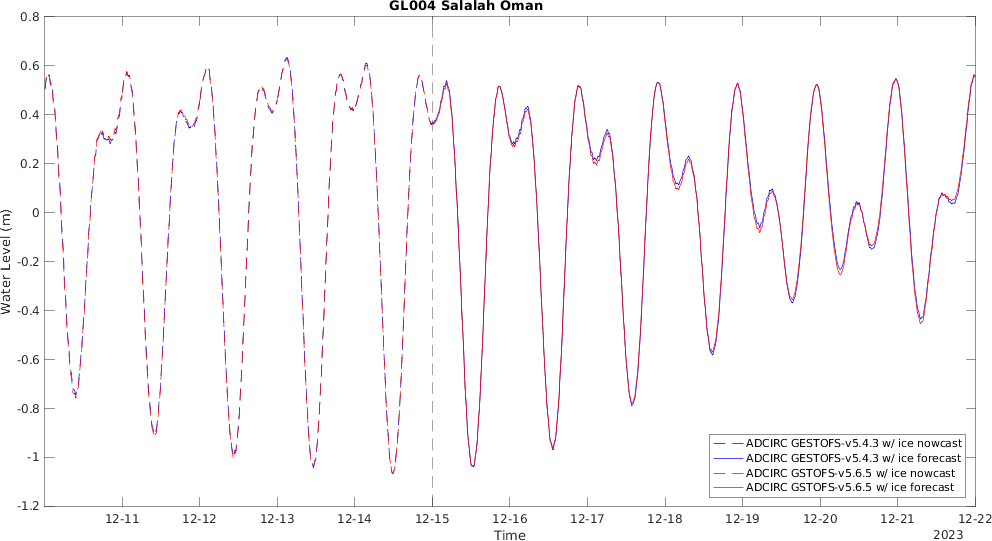 GL004 Salalah Oman
0.8
0.6
0.4
0.2
0
-0.2
-0.4
-0.6
-0.8
-1
-1.2
Water Level (m)
12-11 12-12 12-13 12-14 12-15 12-16 12-17 12-18 12-19 12-20 12-21 12-22
Time
2023
ADCIRC GESTOFS-v5.4.3 w/ ice nowcast
ADCIRC GESTOFS-v5.4.3 w/ ice forecast
ADCIRC GSTOFS-v5.6.5 w/ ice nowcast
ADCIRC GSTOFS-v5.6.5 w/ ice forecast